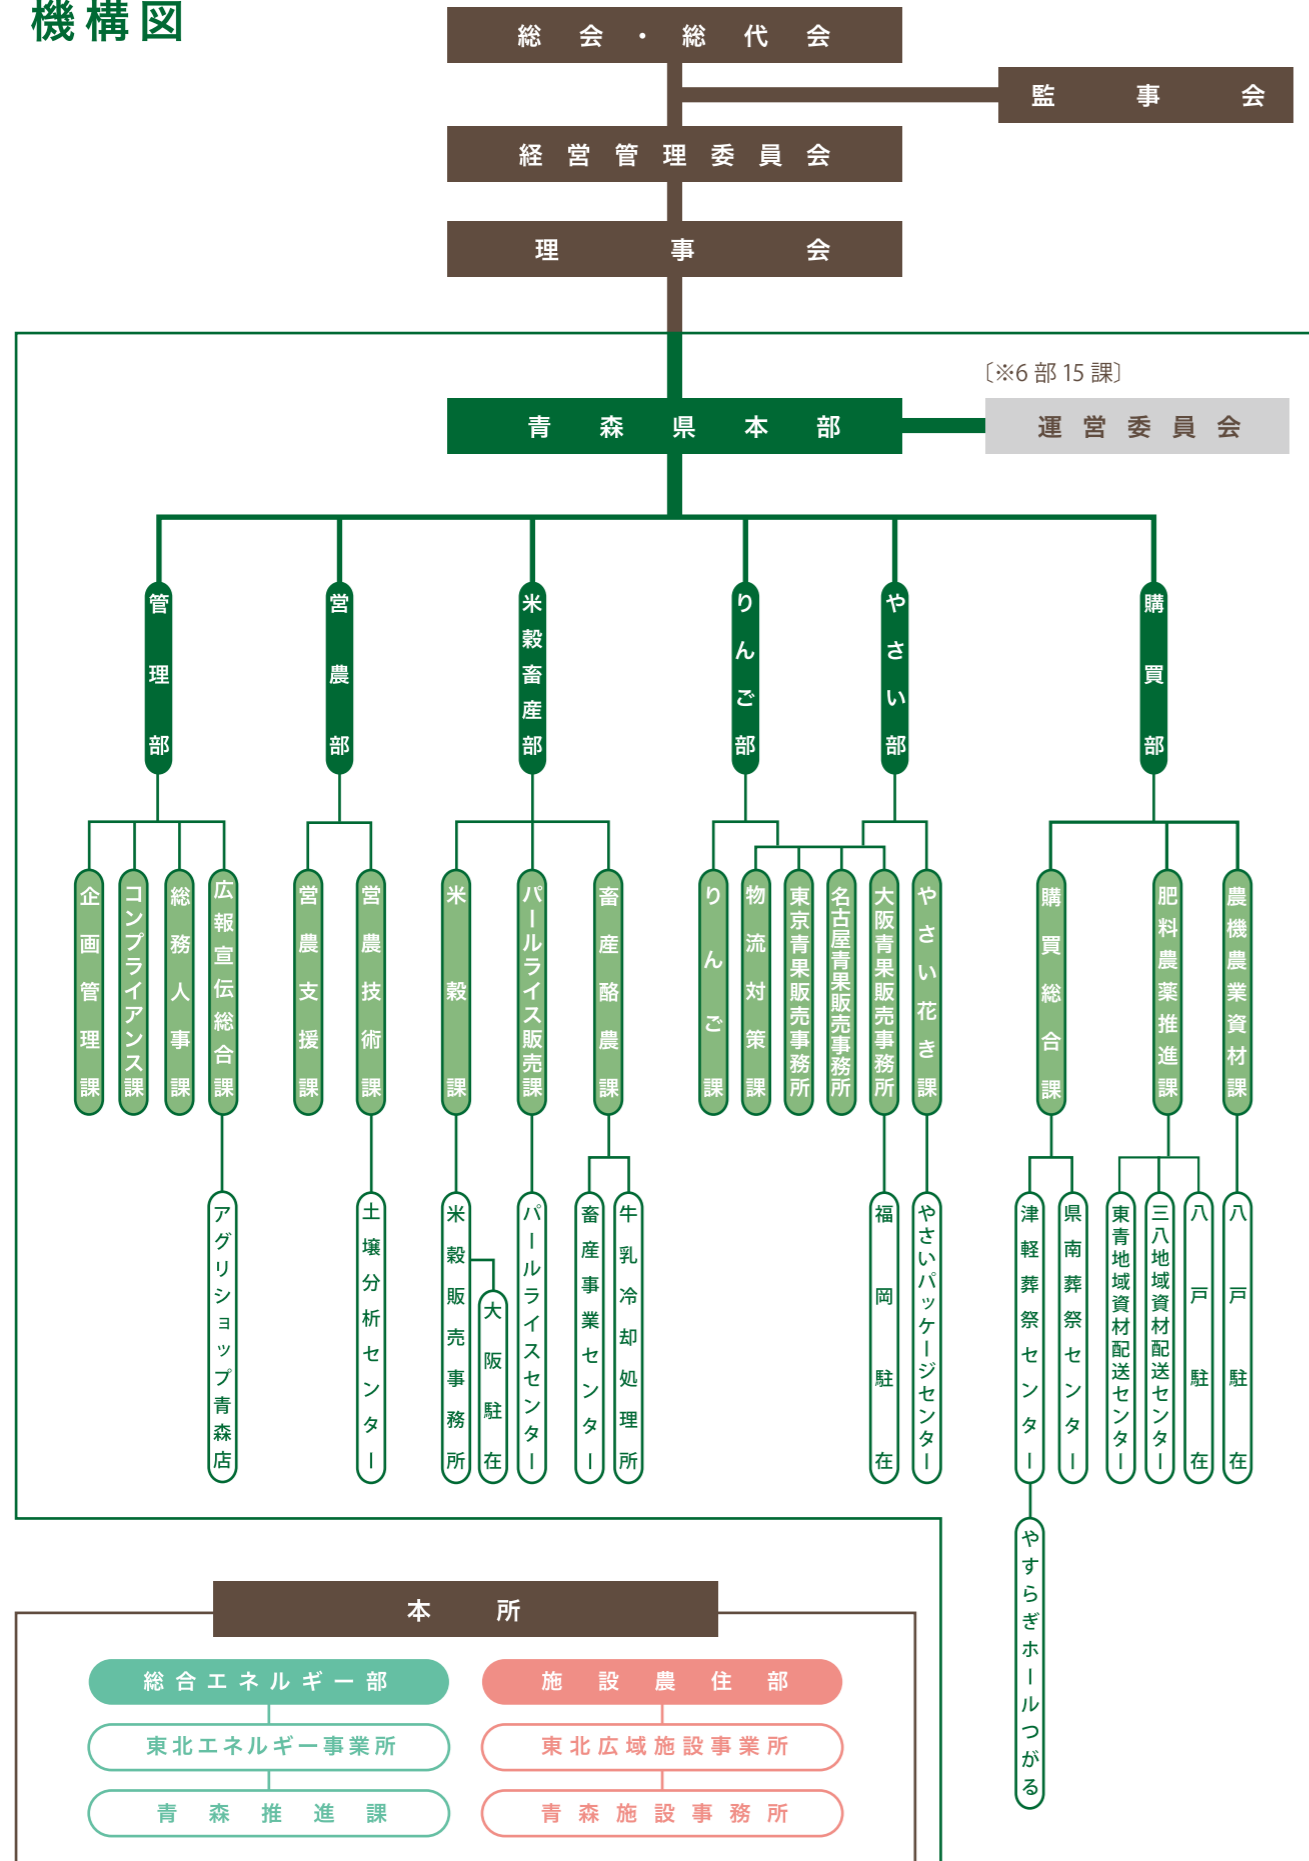 機構図
総会・総代会
監事会
経営管理委員会
理事会
〔※6部15課〕
青森県本部
運営委員会
管理部
営農部
米穀畜産部
りんご部
やさい部
購買部
企画管理課
コンプライアンス課
総務人事課
広報宣伝総合課
営農支援課
営農技術課
米穀課
パールライス販売課
畜産酪農課
りんご課
物流対策課
東京青果販売事務所
名古屋青果販売事務所
大阪青果販売事務所
やさい花き課
購買総合課
肥料農薬推進課
農機農業資材課
アグリショップ青森店
土壌分析センター
米穀販売事務所
大阪駐在
パールライスセンター
畜産事業センター
牛乳冷却処理所
福岡駐在
やさいパッケージセンター
津軽葬祭センター
県南葬祭センター
東青地域資材配送センター
三八地域資材配送センター
八戸駐在
八戸駐在
やすらぎホールつがる
本所
総合エネルギー部
施設農住部
東北エネルギー事業所
東北広域施設事業所
青森推進課
青森施設事務所